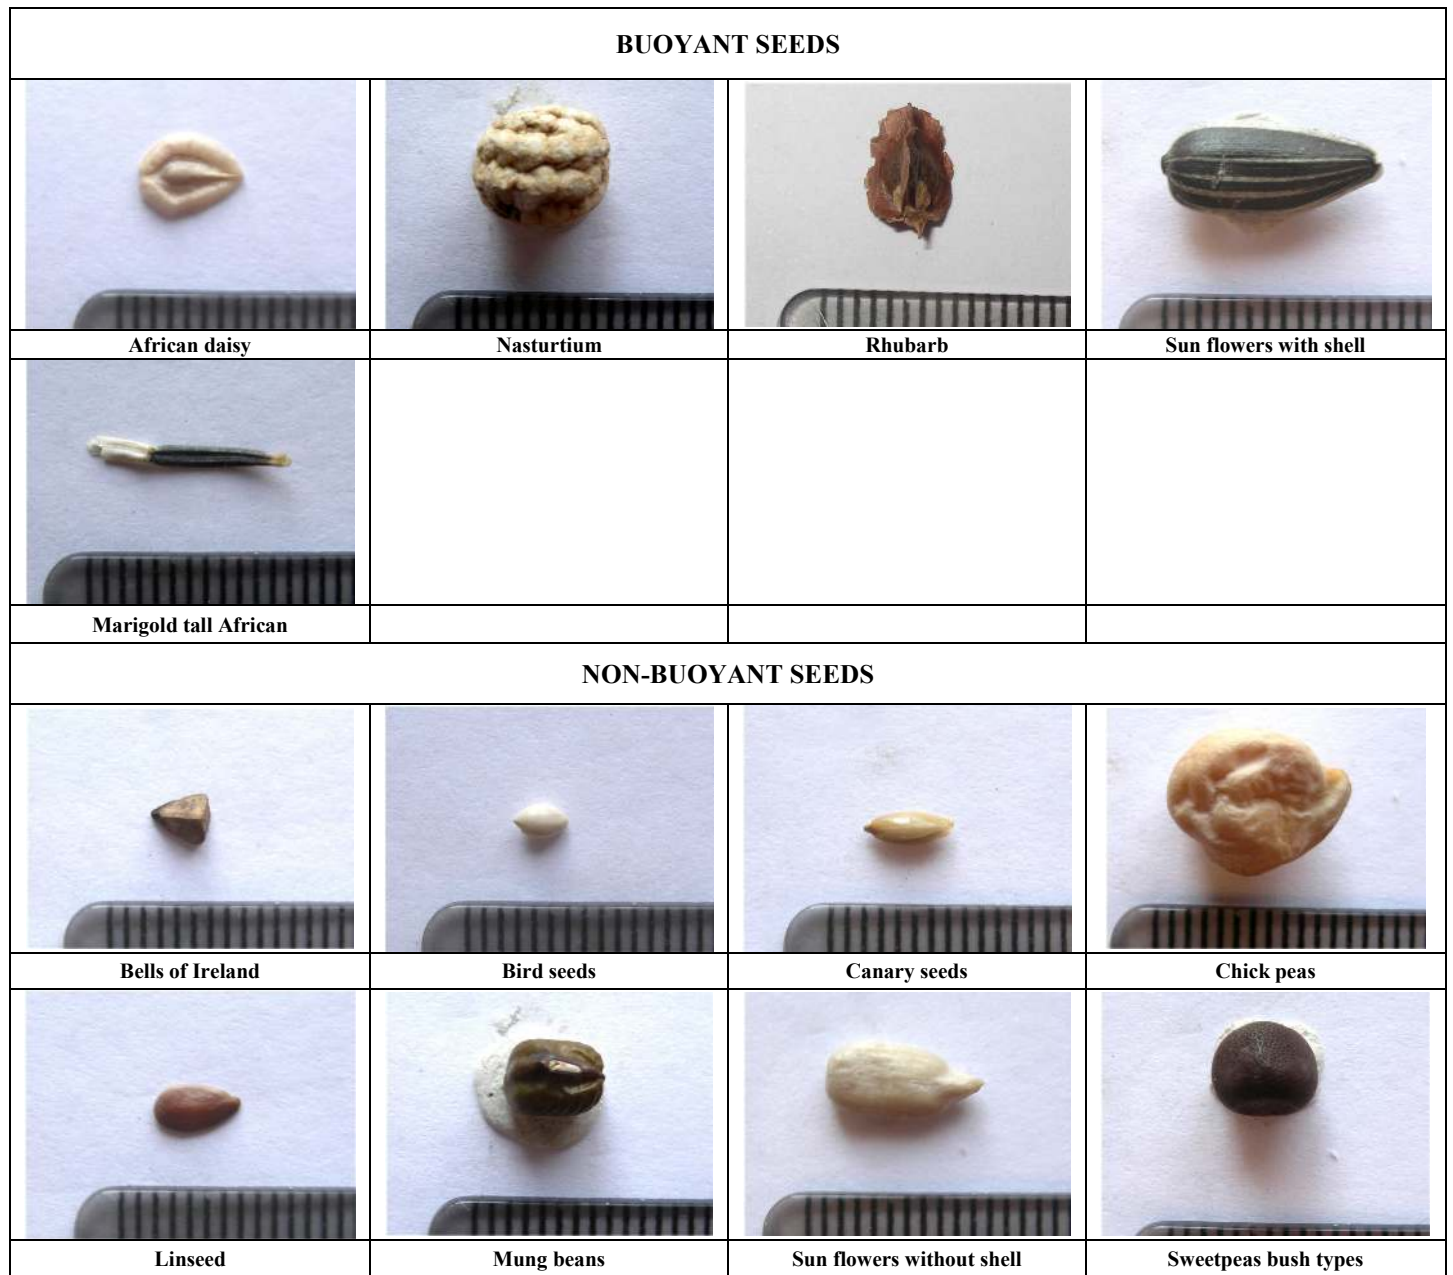 BUOYANT SEEDS
African daisy
Nasturtium
Rhubarb
Sun flowers with shell
Marigold tall African
NON-BUOYANT SEEDS
Bells of Ireland
Bird seeds
Canary seeds
Chick peas
Linseed
Mung beans
Sun flowers without shell
Sweetpeas bush types